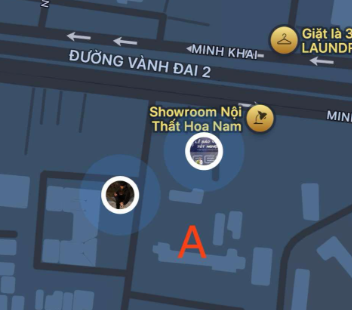 Giặt là 3
LAUNDR
MINH KHAI
ĐƯỜNG VÀNH ĐAI 2
MINH
Showroom Nội
Thất Hoa Nam
A